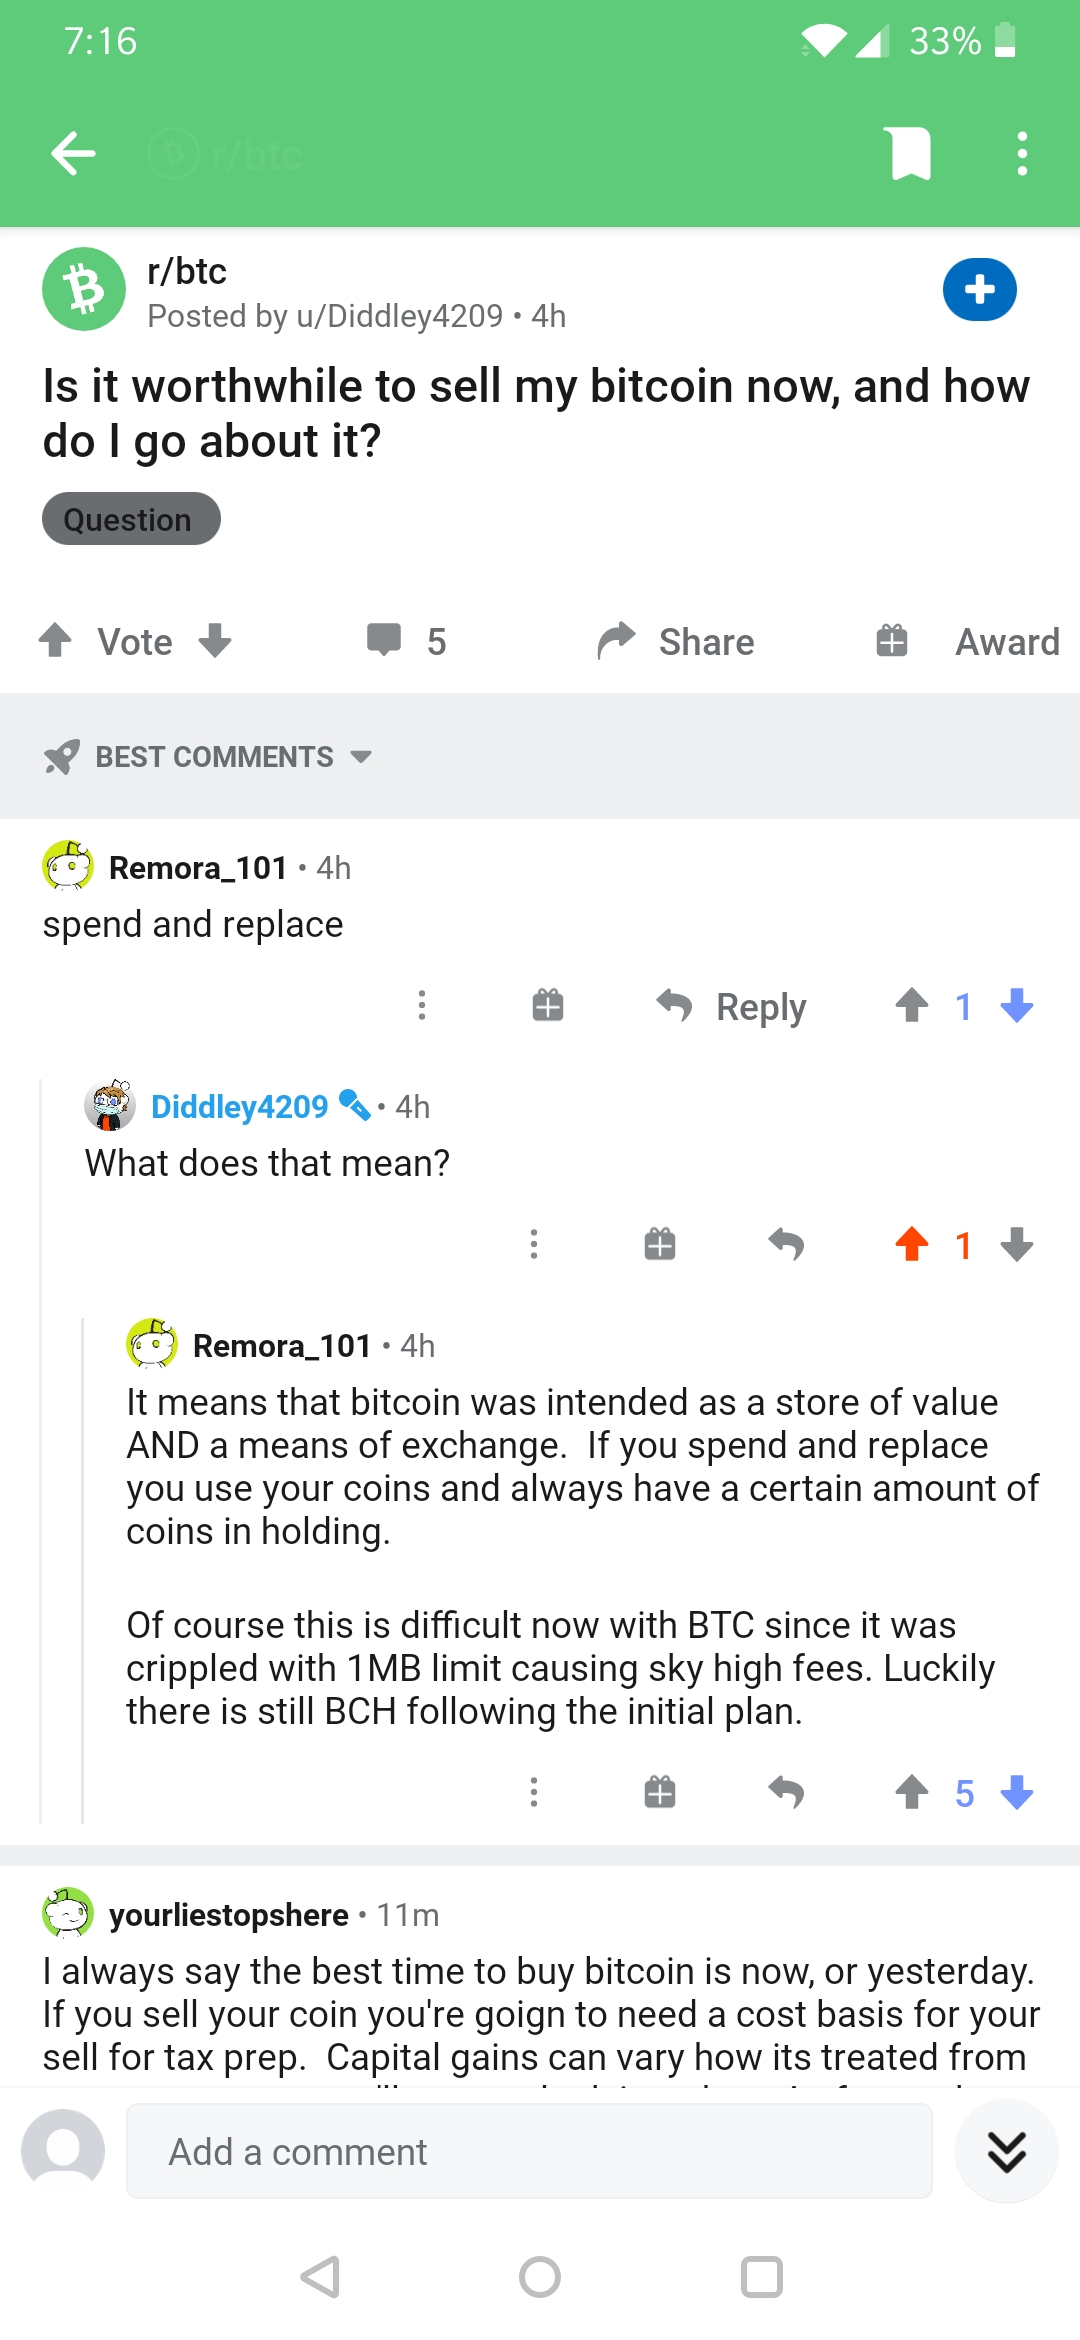 7:16
33%
r/btc
r/btc
Posted by u/Diddley4209 • 4h
Is it worthwhile to sell my bitcoin now, and how
do I go about it?
Question
Vote
5
Share
Award
BEST COMMENTS
Remora_101 • 4h
spend and replace
Reply
1
Diddley4209 • 4h
What does that mean?
1
Remora_101 • 4h
It means that bitcoin was intended as a store of value
AND a means of exchange.  If you spend and replace
you use your coins and always have a certain amount of
coins in holding.
Of course this is difficult now with BTC since it was
crippled with 1MB limit causing sky high fees. Luckily
there is still BCH following the initial plan.
5
yourliestopshere • 11m
I always say the best time to buy bitcoin is now, or yesterday.
If you sell your coin you're goign to need a cost basis for your
sell for tax prep.  Capital gains can vary how its treated from
Add a comment